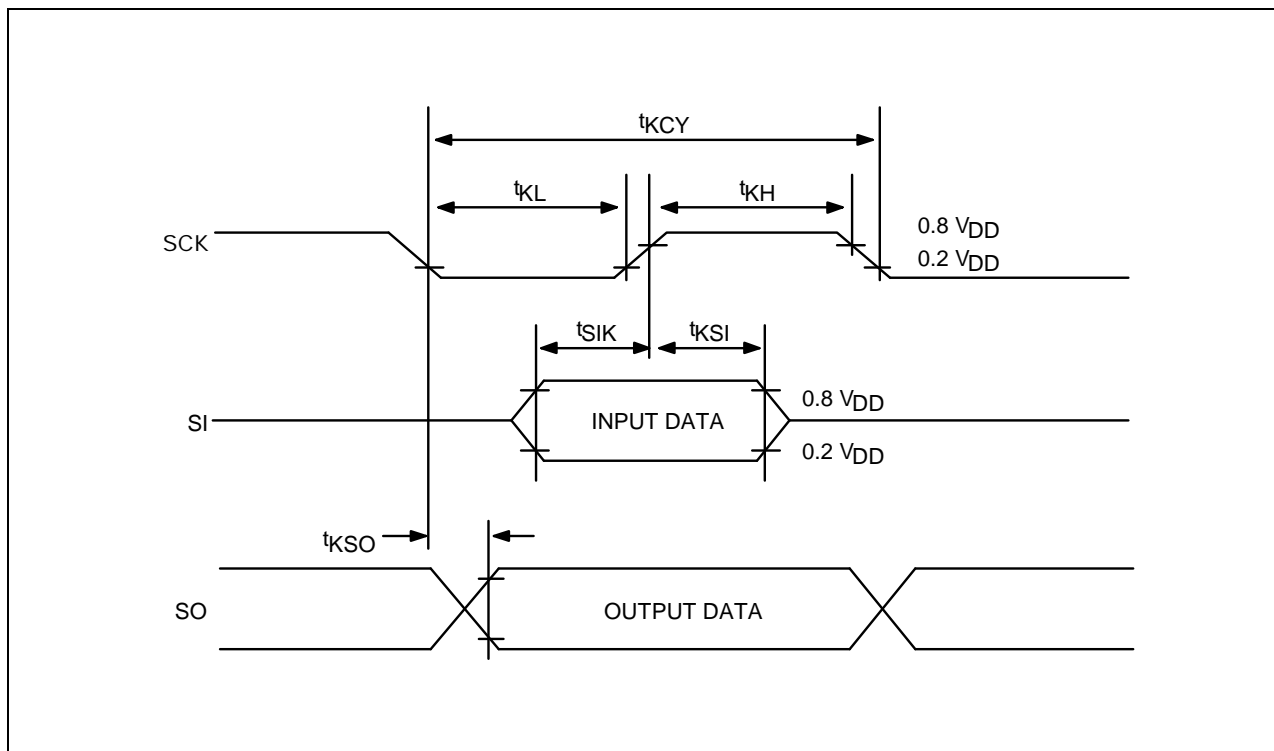 tKCY
tKL
tKH
SCK
0.8 VDD
0.2 VDD
tSIK
tKSI
SI
INPUT DATA
0.8 VDD
0.2 VDD
tKSO
SO
OUTPUT DATA